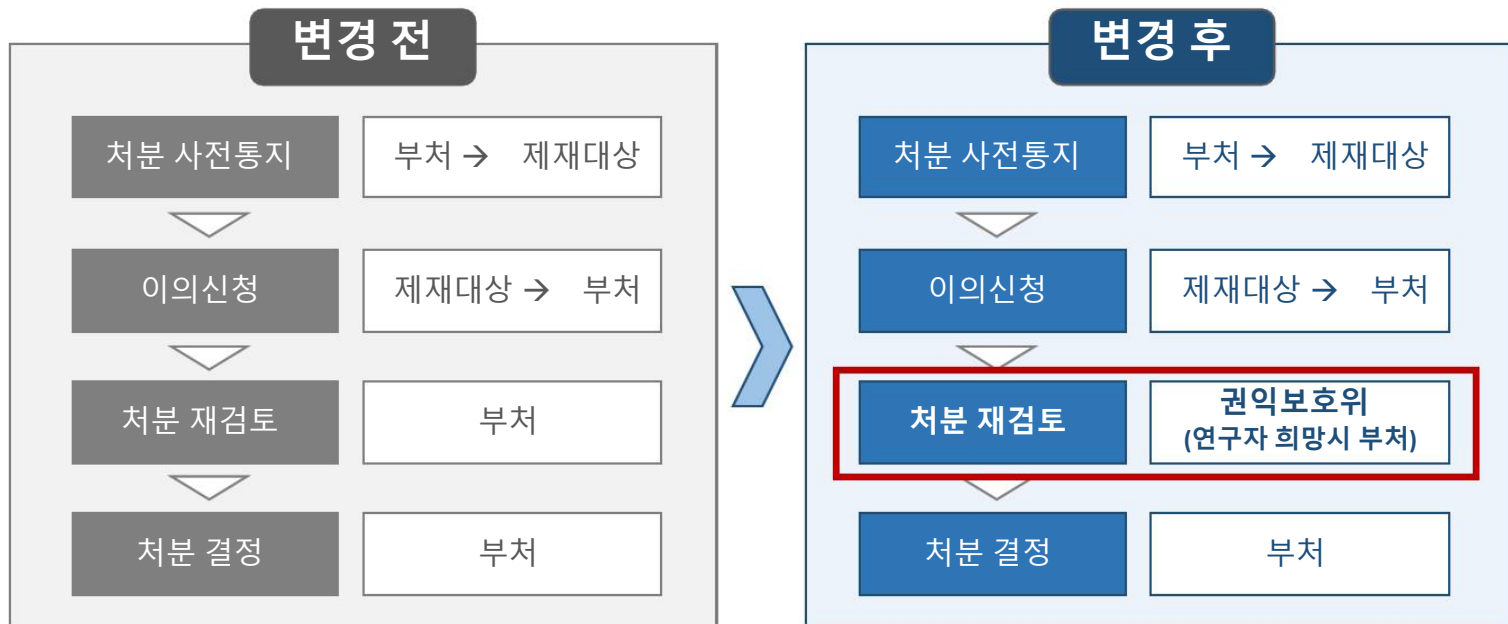 변경 전
처분 사전통지
부처 → 제재대상
이의신청
제재대상 → 부처
처분 재검토
부처
처분 결정
부처
변경 후
처분 사전통지
부처 → 제재대상
이의신청
제재대상 → 부처
처분 재검토
권익보호위
(연구자 희망시 부처)
처분 결정
부처